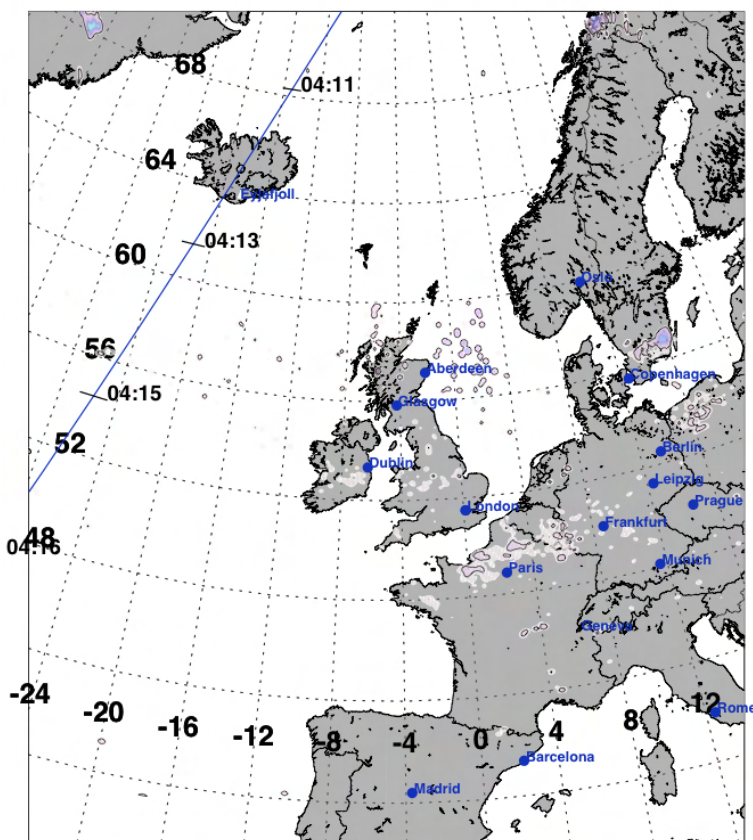 68
04:11
64
Eyjafjoll
04:13
60
Oslo
56
Aberdeen
Copenhagen
04:15
Glasgow
52
Dublin
Berlin
Leipzig
London
Prague
Frankfurt
48
04:16
Munich
Paris
Geneva
-24
-20
-16
-12
-8
-4
0
4
8
12
Rome
Barcelona
Madrid